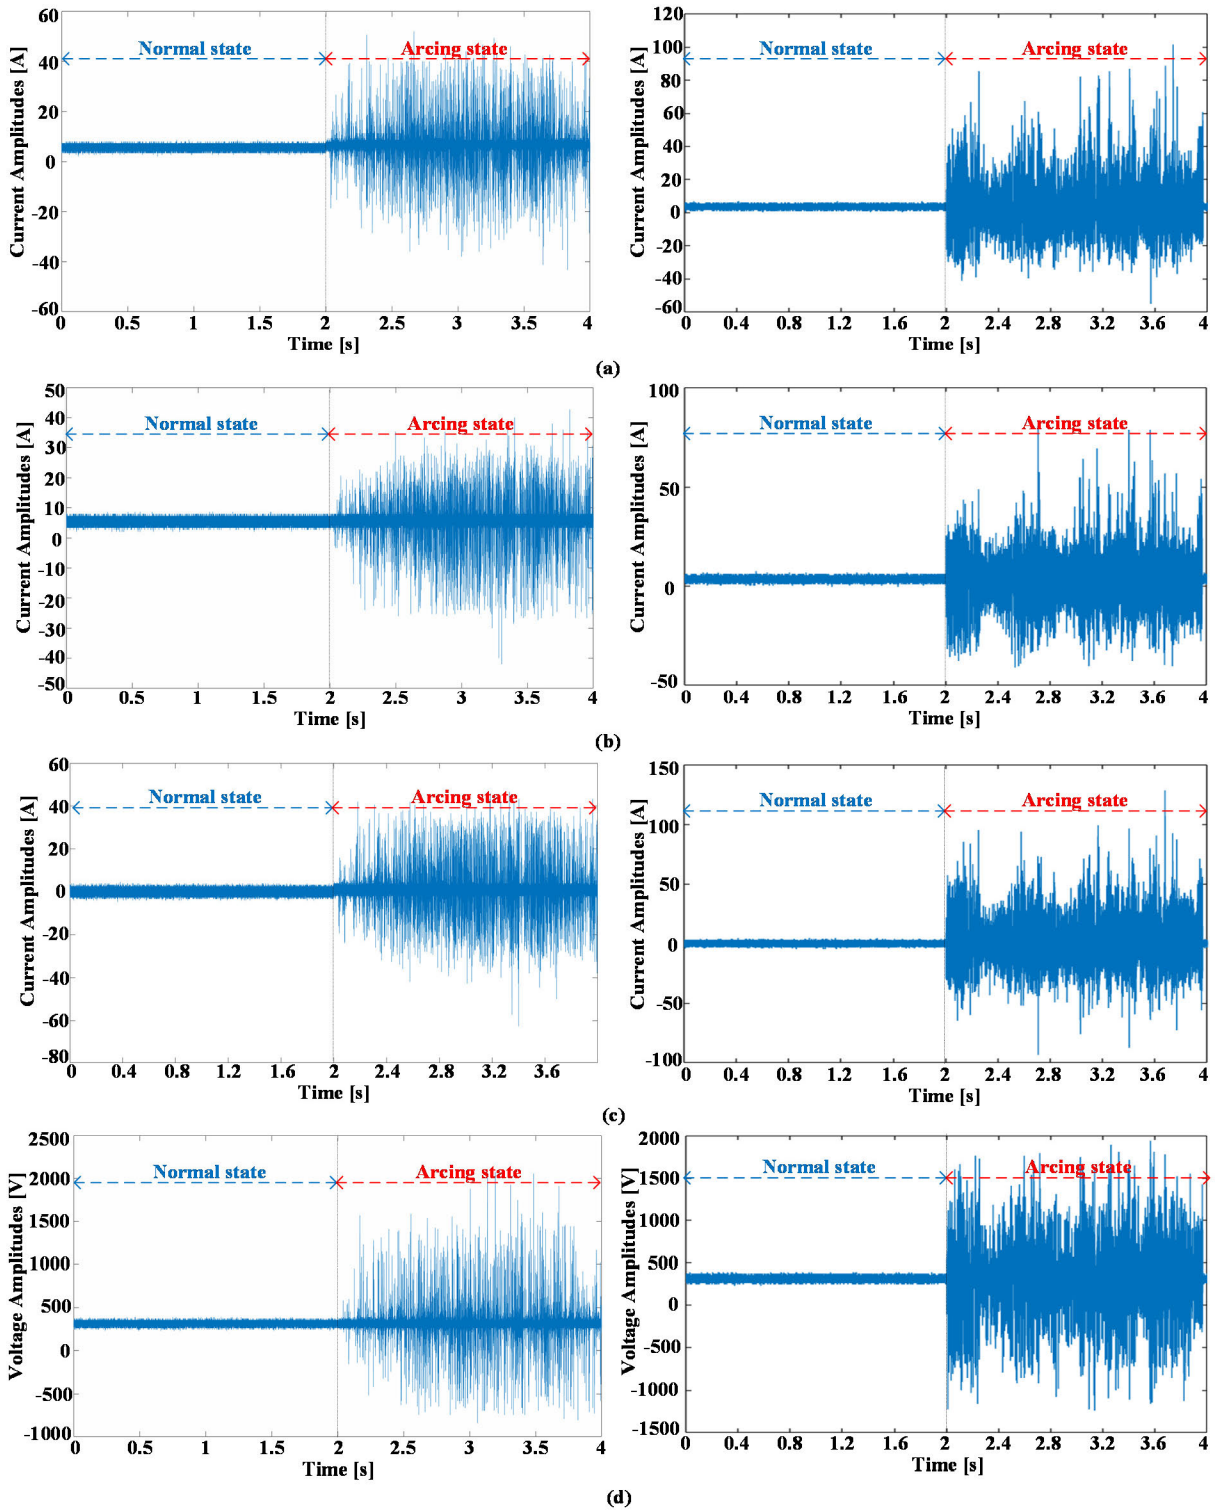 60
40
20
0
-20
-40
-60
Current Amplitudes [A]
Normal state
Arcing state
0 0.5 1 1.5 2 2.5 3 3.5 4
Time [s]
120
100
80
60
40
20
0
-20
-40
-60
Current Amplitudes [A]
Normal state
Arcing state
0 0.4 0.8 1.2 1.6 2 2.4 2.8 3.2 3.6 4
Time [s]
(a)
50
40
30
20
10
0
-10
-20
-30
-40
-50
Current Amplitudes [A]
Normal state
Arcing state
0 0.5 1 1.5 2 2.5 3 3.5 4
Time [s]
100
50
0
-50
Current Amplitudes [A]
Normal state
Arcing state
0 0.4 0.8 1.2 1.6 2 2.4 2.8 3.2 3.6 4
Time [s]
(b)
60
40
20
0
-20
-40
-60
-80
Current Amplitudes [A]
Normal state
Arcing state
0 0.4 0.8 1.2 1.6 2 2.4 2.8 3.2 3.6
Time [s]
150
100
50
0
-50
-100
Current Amplitudes [A]
Normal state
Arcing state
0 0.4 0.8 1.2 1.6 2 2.4 2.8 3.2 3.6 4
Time [s]
(c)
2500
2000
1500
1000
500
0
-500
-1000
Voltage Amplitudes [V]
Normal state
Arcing state
0 0.5 1 1.5 2 2.5 3 3.5 4
Time [s]
2000
1500
1000
500
0
-500
-1000
-1500
Voltage Amplitudes [V]
Normal state
Arcing state
0 0.4 0.8 1.2 1.6 2 2.4 2.8 3.2 3.6 4
Time [s]
(d)